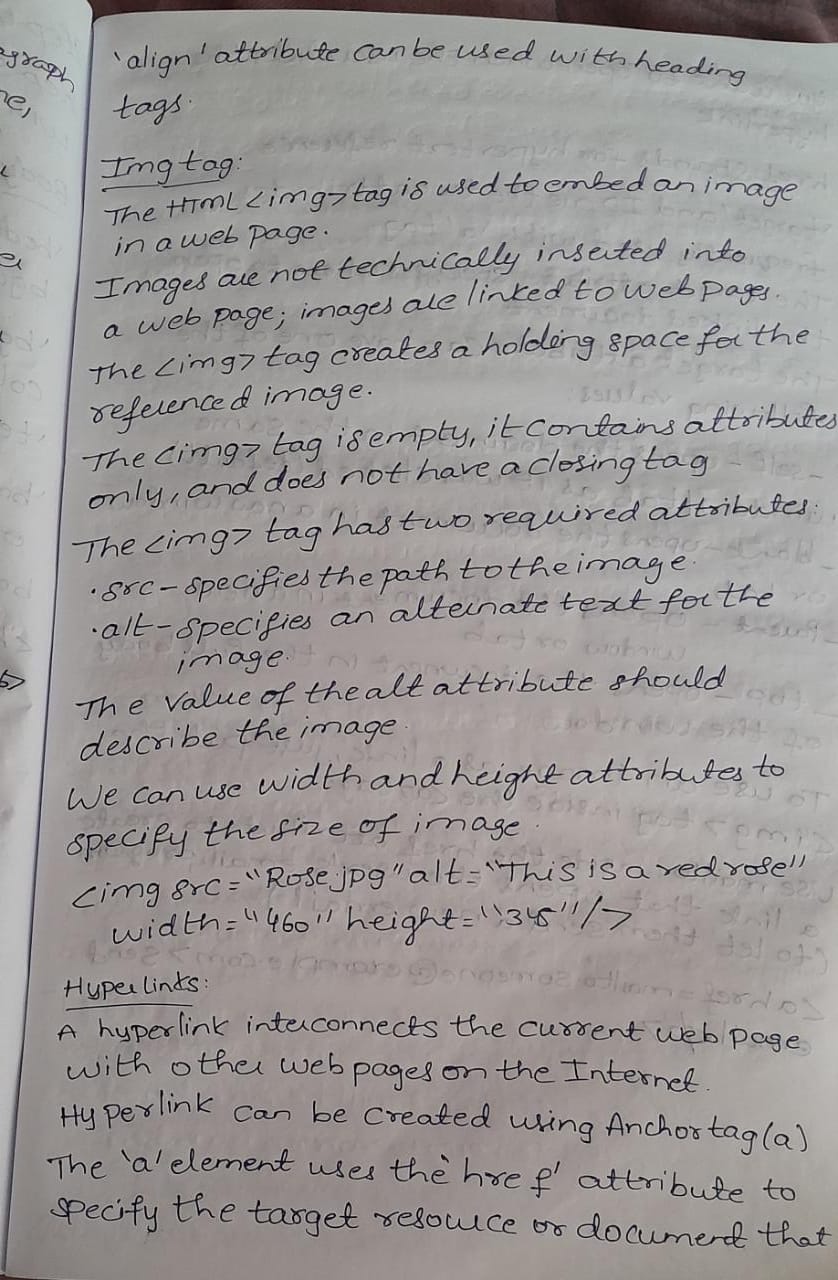 'align' attribute can be used with heading
tags.
Img tag:
The HTML <img> tag is used to embed an image
in a web page.
Images are not technically inserted into
a web page; images are linked to web pages.
The <img> tag creates a holding space for the
referenced image.
The <img> tag is empty, it contains attributes
only, and does not have a closing tag
The <img> tag has two required attributes:
• src - specifies the path to the image.
• alt - specifies an alternate text for the
image.
The value of the alt attribute should
describe the image.
We can use width and height attributes to
specify the size of image.
<img src="Rose.jpg" alt="This is a red rose"
width="460" height="345"/>
Hyperlinks:
A hyperlink interconnects the current web page
with other web pages on the Internet.
Hyperlink can be created using Anchor tag (a)
The 'a' element uses the 'href' attribute to
specify the target resource or document that